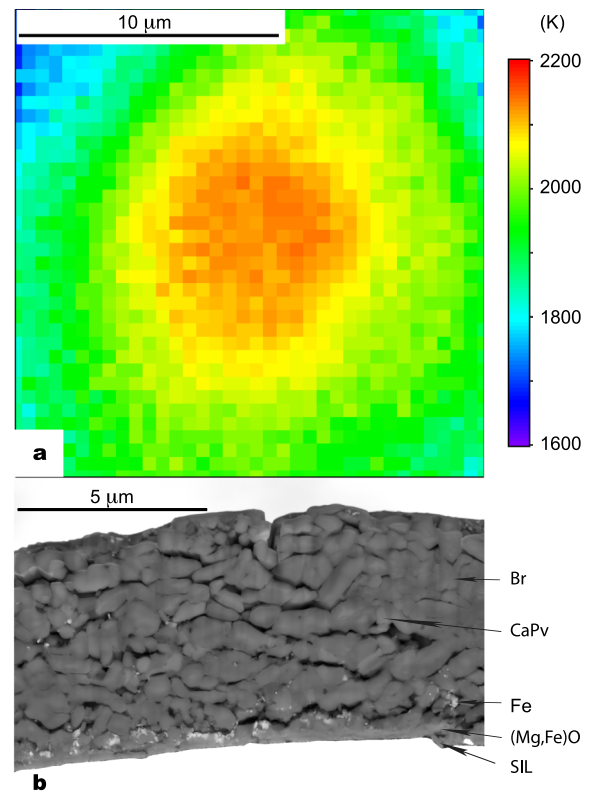 10 μm
(K)
2200
2000
1800
1600
a
5 μm
Br
CaPv
Fe
(Mg,Fe)O
SIL
b